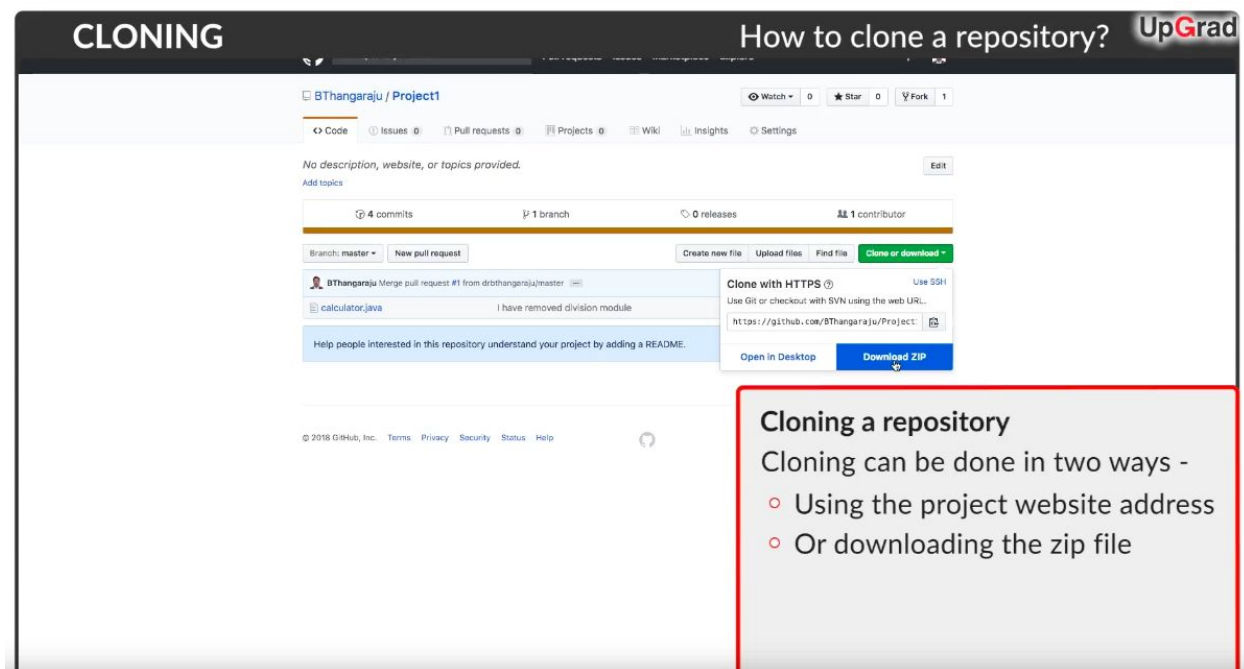 CLONING
How to clone a repository?
UpGrad
BThangaraju / Project1
Watch 0 Star 0 Fork 1
Code Issues 0 Pull requests 0 Projects 0 Wiki Insights Settings
No description, website, or topics provided.
Edit
Add topics
4 commits 1 branch 0 releases 1 contributor
Branch: master New pull request Create new file Upload files Find file Clone or download
BThangaraju Merge pull request #1 from drbthangaraju/master
calculator.java I have removed division module
Help people interested in this repository understand your project by adding a README.
Clone with HTTPS Use SSH
Use Git or checkout with SVN using the web URL.
https://github.com/BThangaraju/Project
Open in Desktop Download ZIP
© 2018 GitHub, Inc. Terms Privacy Security Status Help
Cloning a repository
Cloning can be done in two ways -
Using the project website address
Or downloading the zip file